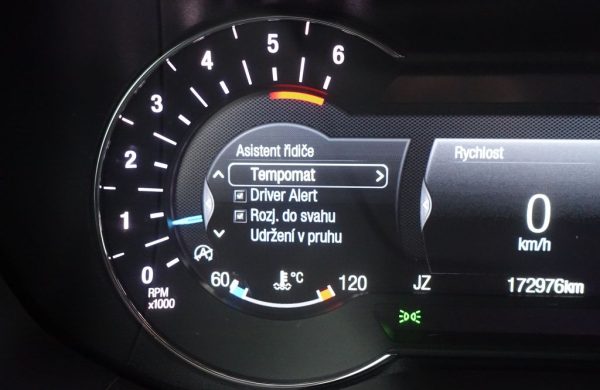 6
5
4
3
2
1
0
RPM
x1000
Asistent řidiče
Tempomat
Driver Alert
Rozj. do svahu
Udržení v pruhu
60 °C 120
Rychlost
0
km/h
JZ 172976km